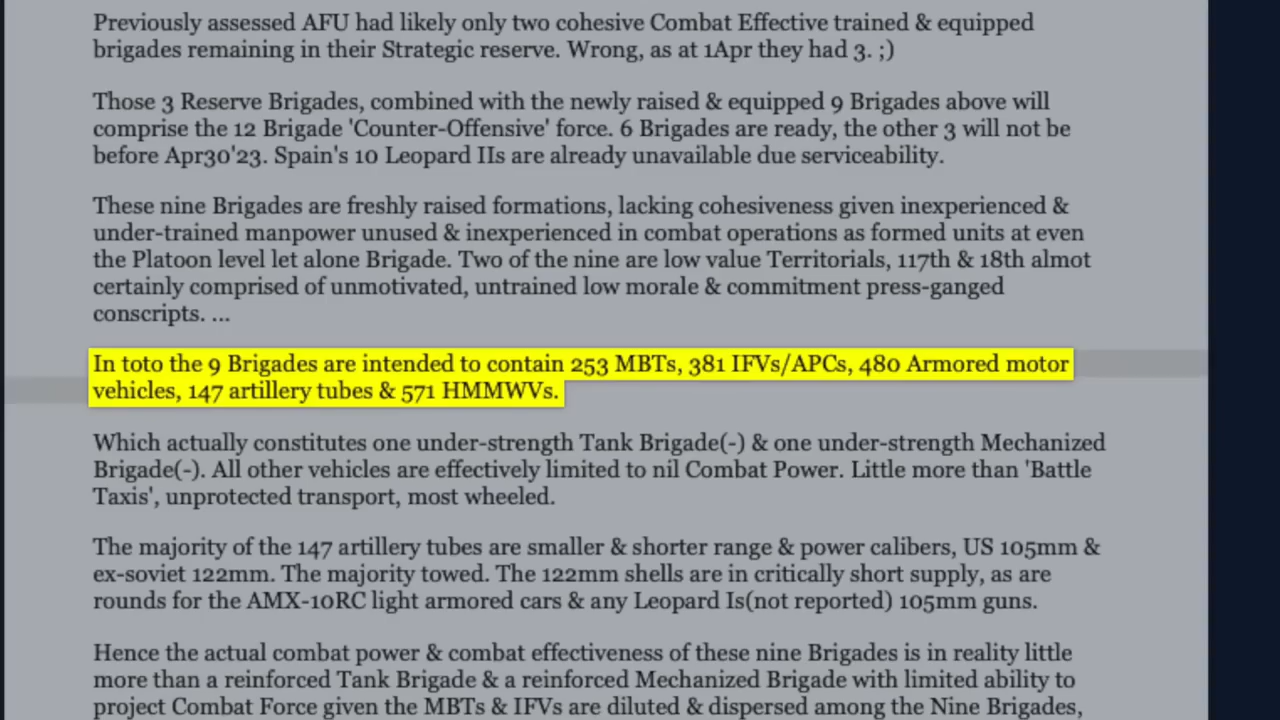 Previously assessed AFU had likely only two cohesive Combat Effective trained & equipped
brigades remaining in their Strategic reserve. Wrong, as at 1Apr they had 3. ;)
Those 3 Reserve Brigades, combined with the newly raised & equipped 9 Brigades above will
comprise the 12 Brigade 'Counter-Offensive' force. 6 Brigades are ready, the other 3 will not be
before Apr30'23. Spain's 10 Leopard IIs are already unavailable due serviceability.
These nine Brigades are freshly raised formations, lacking cohesiveness given inexperienced &
under-trained manpower unused & inexperienced in combat operations as formed units at even
the Platoon level let alone Brigade. Two of the nine are low value Territorials, 117th & 18th almot
certainly comprised of unmotivated, untrained low morale & commitment press-ganged
conscripts. ...
In toto the 9 Brigades are intended to contain 253 MBTs, 381 IFVs/APCs, 480 Armored motor
vehicles, 147 artillery tubes & 571 HMMWVs.
Which actually constitutes one under-strength Tank Brigade(-) & one under-strength Mechanized
Brigade(-). All other vehicles are effectively limited to nil Combat Power. Little more than 'Battle
Taxis', unprotected transport, most wheeled.
The majority of the 147 artillery tubes are smaller & shorter range & power calibers, US 105mm &
ex-soviet 122mm. The majority towed. The 122mm shells are in critically short supply, as are
rounds for the AMX-10RC light armored cars & any Leopard Is(not reported) 105mm guns.
Hence the actual combat power & combat effectiveness of these nine Brigades is in reality little
more than a reinforced Tank Brigade & a reinforced Mechanized Brigade with limited ability to
project Combat Force given the MBTs & IFVs are diluted & dispersed among the Nine Brigades,